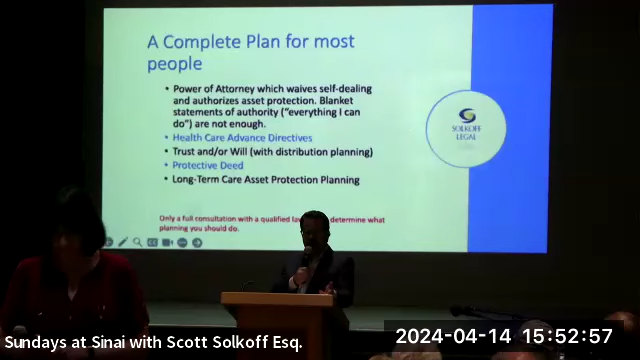 A Complete Plan for most
people
• Power of Attorney which waives self-dealing
and authorizes asset protection. Blanket
statements of authority ("everything I can
do") are not enough.
• Health Care Advance Directives
• Trust and/or Will (with distribution planning)
• Protective Deed
• Long-Term Care Asset Protection Planning
SOLKOFF
LEGAL
Only a full consultation with a qualified determine what
planning you should do.
Sundays at Sinai with Scott Solkoff Esq.
2024-04-14 15:52:57